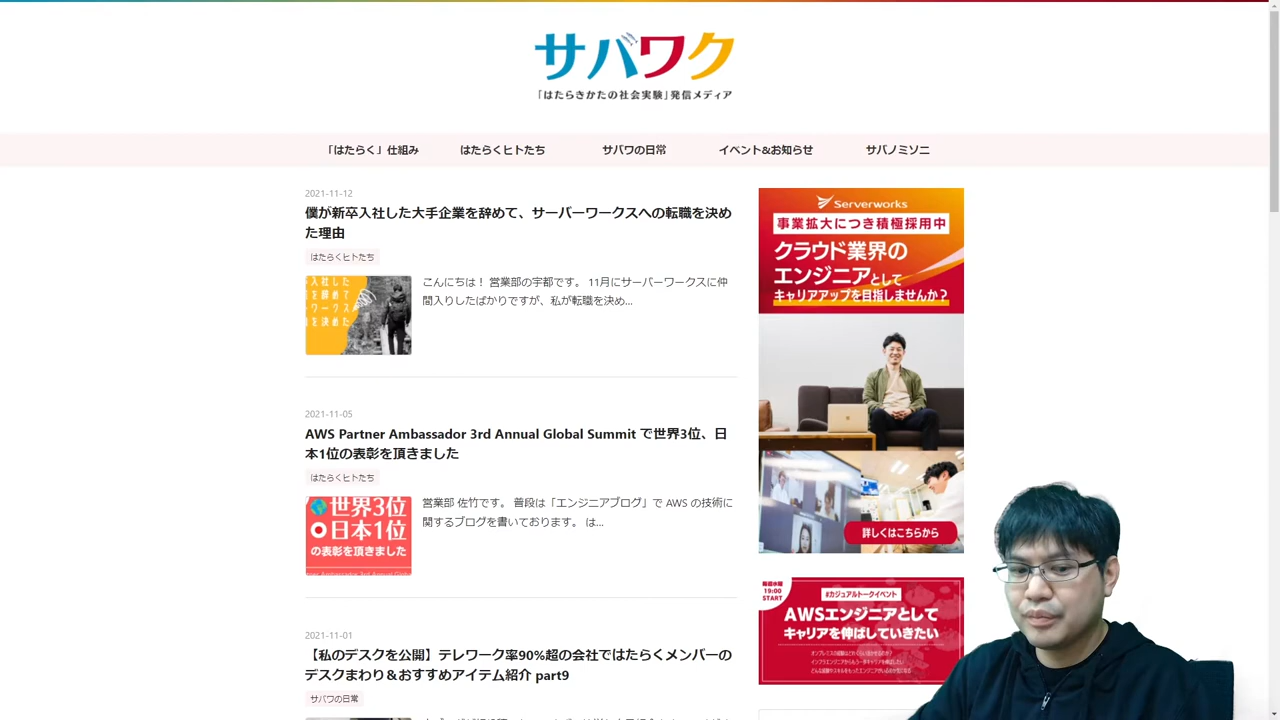 サバワク
「はたらきかたの社会実験」発信メディア
「はたらく」仕組み
はたらくヒトたち
サバワの日常
イベント&お知らせ
サバノミソニ
2021-11-12
僕が新卒入社した大手企業を辞めて、サーバーワークスへの転職を決め
た理由
はたらくヒトたち
こんにちは！ 営業部の宇都です。 11月にサーバーワークスに仲
間入りしたばかりですが、私が転職を決め...
2021-11-05
AWS Partner Ambassador 3rd Annual Global Summit で世界3位、日
本1位の表彰を頂きました
はたらくヒトたち
世界3位
日本1位
の表彰を頂きました
営業部 佐竹です。 普段は「エンジニアブログ」で AWS の技術に
関するブログを書いております。 は...
2021-11-01
【私のデスクを公開】テレワーク率90%超の会社ではたらくメンバーの
デスクまわり＆おすすめアイテム紹介 part9
サバワの日常
Serverworks
事業拡大につき積極採用中
クラウド業界の
エンジニアとして
キャリアアップを目指しませんか？
詳しくはこちらから
毎週水曜
19:00
START
#カジュアルトークイベント
AWSエンジニアとして
キャリアを伸ばしていきたい